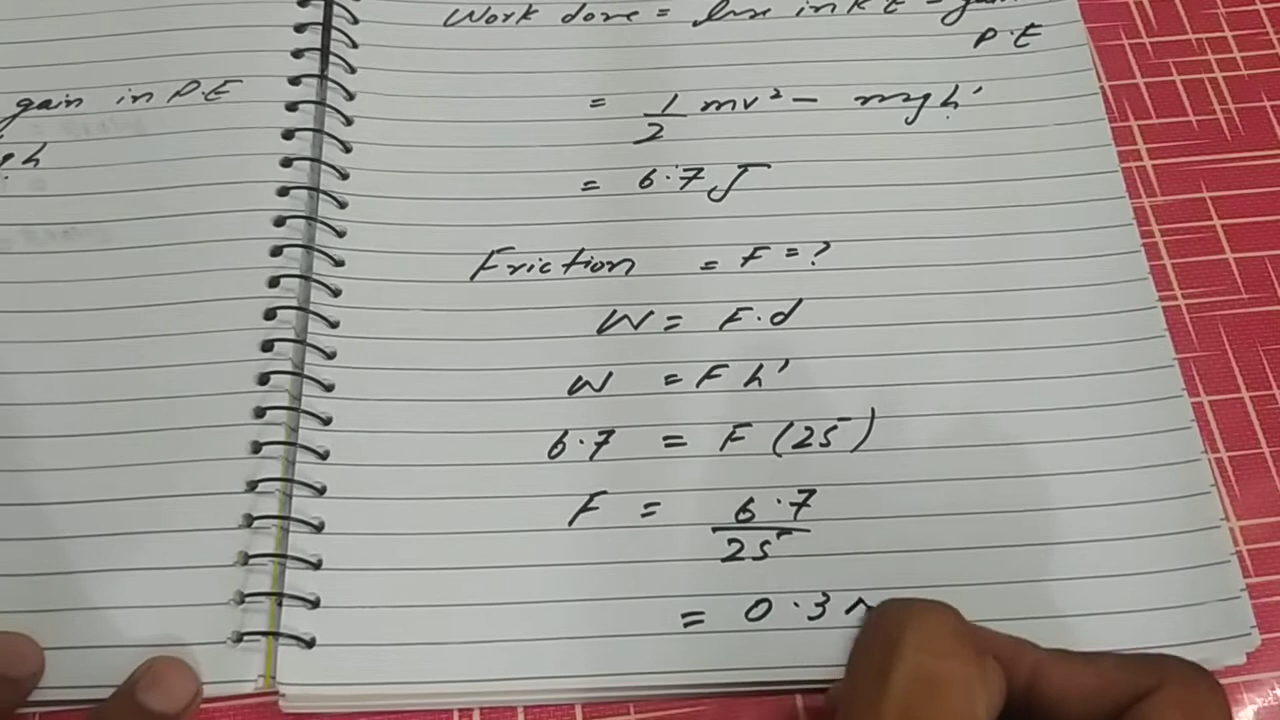 gain in P.E
gh
Work done = loss in K E - gain
P.E
= 1/2 mv² - mgh'
= 6.7 J
Friction = F = ?
W = F.d
W = F h'
6.7 = F (25)
F = 6.7/25
= 0.3